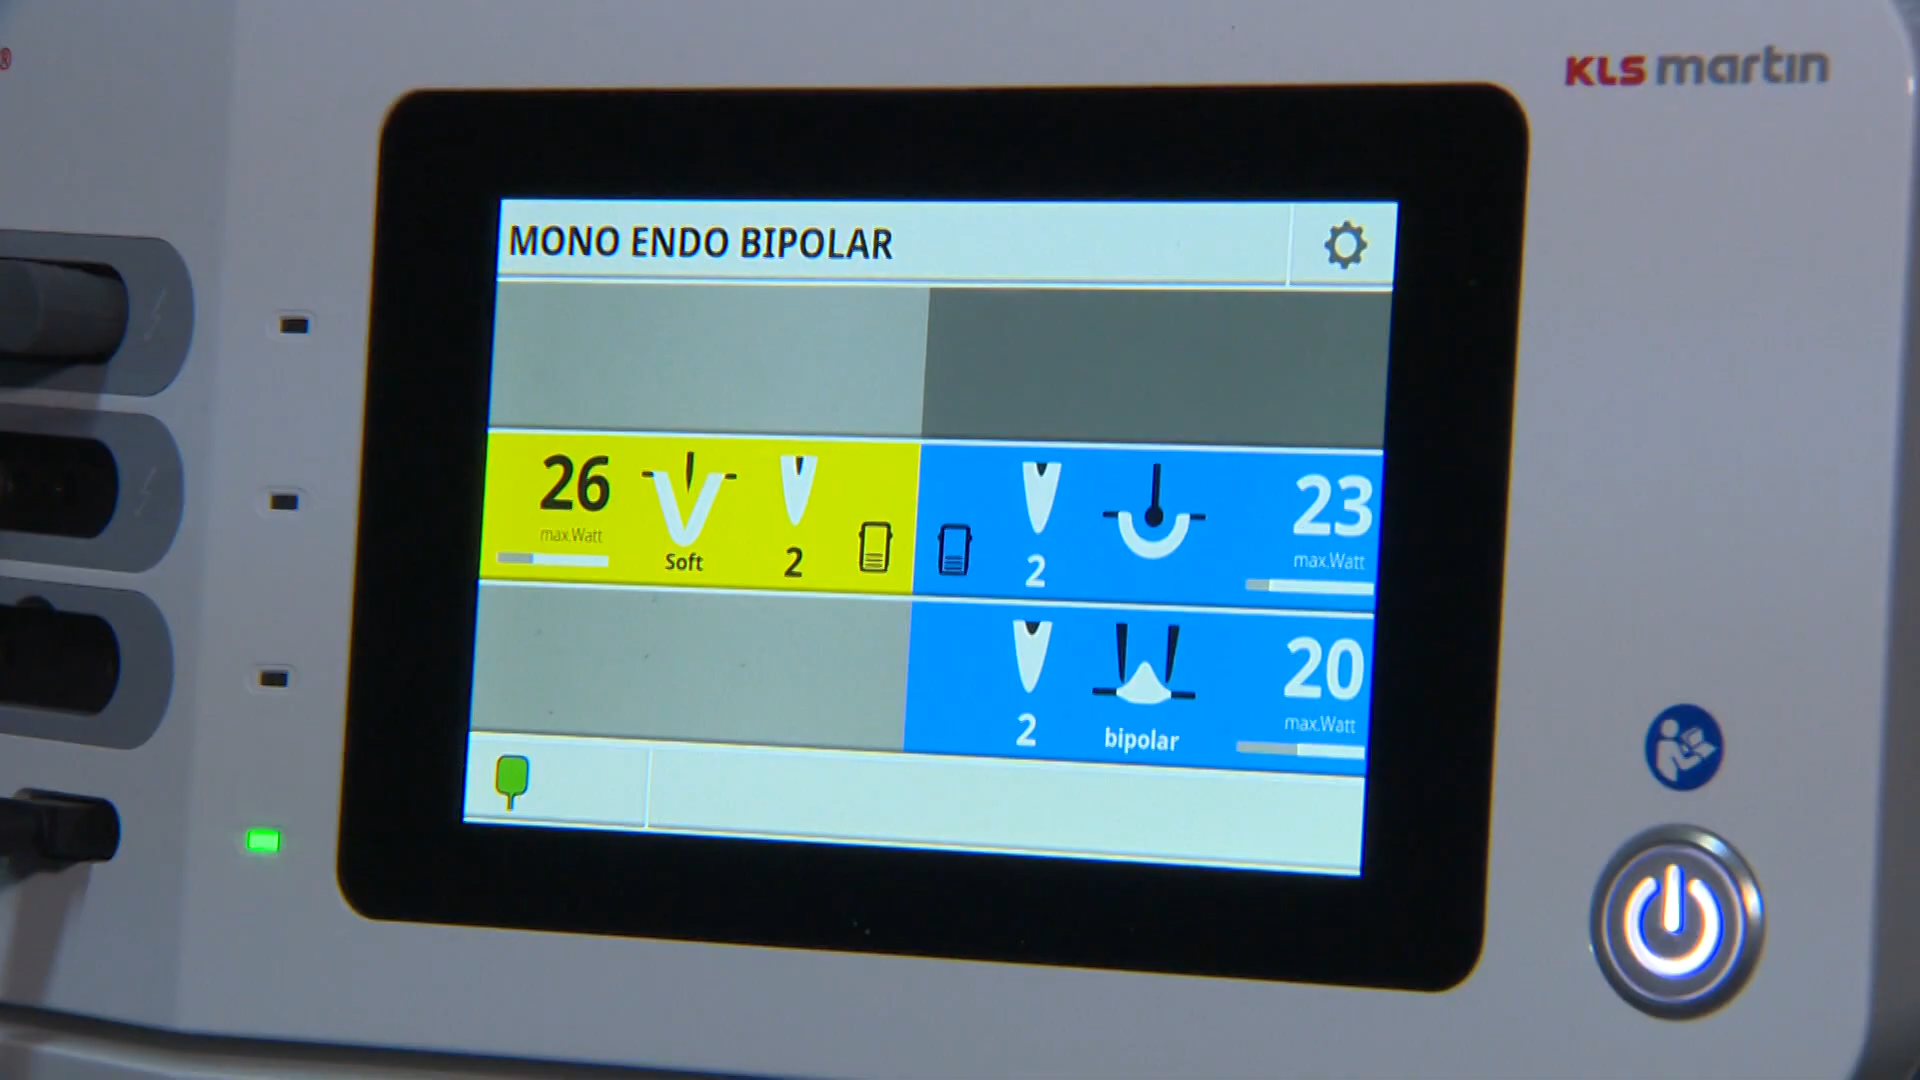 ®
KLS martin
MONO ENDO BIPOLAR
26
max.Watt
Soft
2
2
23
max.Watt
2
bipolar
20
max.Watt